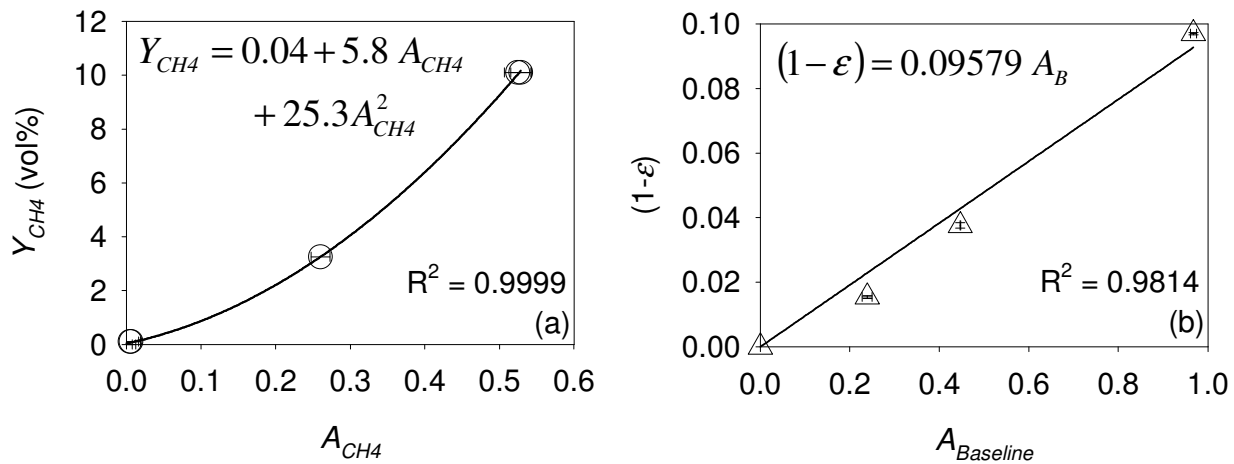 12
10
8
6
4
2
0
Y_CH4 (vol%)
Y_CH4 = 0.04 + 5.8 A_CH4
+ 25.3A²_CH4
R² = 0.9999
(a)
0.0 0.1 0.2 0.3 0.4 0.5 0.6
A_CH4
0.10
0.08
0.06
0.04
0.02
0.00
(1-ε)
(1 − ε) = 0.09579 A_B
R² = 0.9814
(b)
0.0 0.2 0.4 0.6 0.8 1.0
A_Baseline